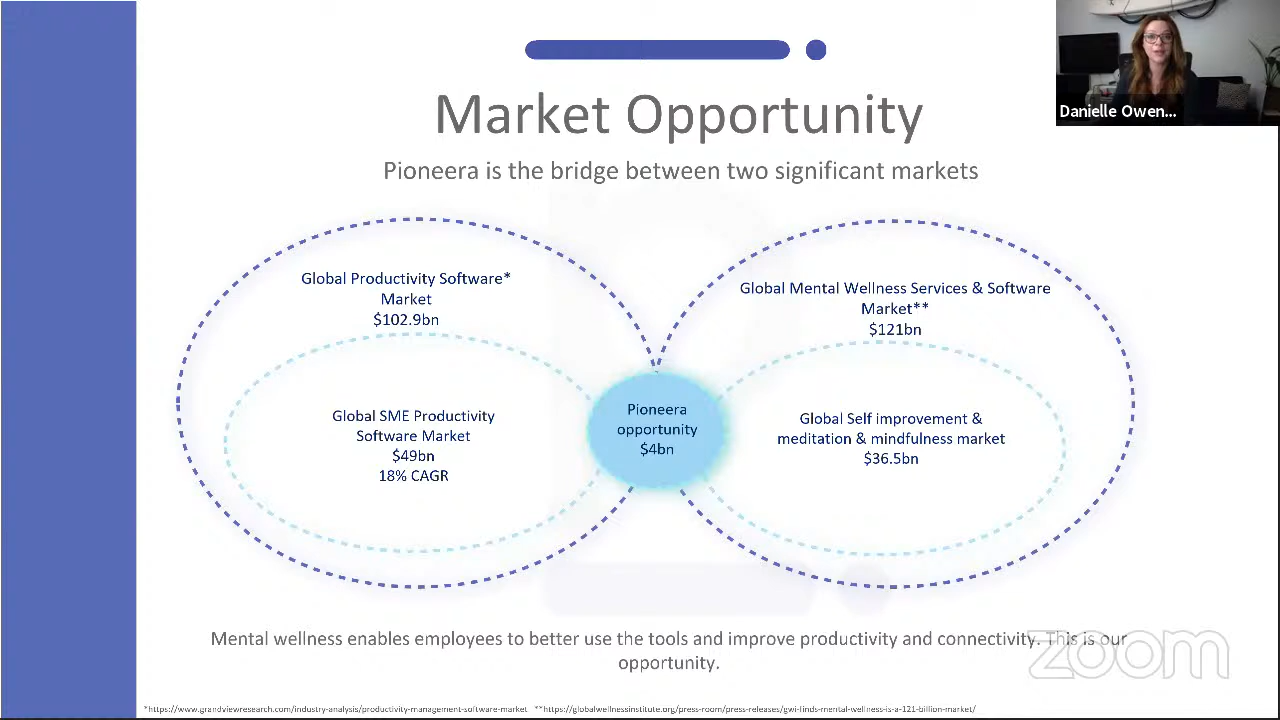 Market Opportunity
Danielle Owen...
Pioneera is the bridge between two significant markets
Global Productivity Software*
Market
$102.9bn
Global Mental Wellness Services & Software
Market**
$121bn
Global SME Productivity
Software Market
$49bn
18% CAGR
Pioneera
opportunity
$4bn
Global Self improvement &
meditation & mindfulness market
$36.5bn
Mental wellness enables employees to better use the tools and improve productivity and connectivity. This is our
opportunity.
zoom
*https://www.grandviewresearch.com/industry-analysis/productivity-management-software-market **https://globalwellnessinstitute.org/press-room/press-releases/gwi-finds-mental-wellness-is-a-121-billion-market/